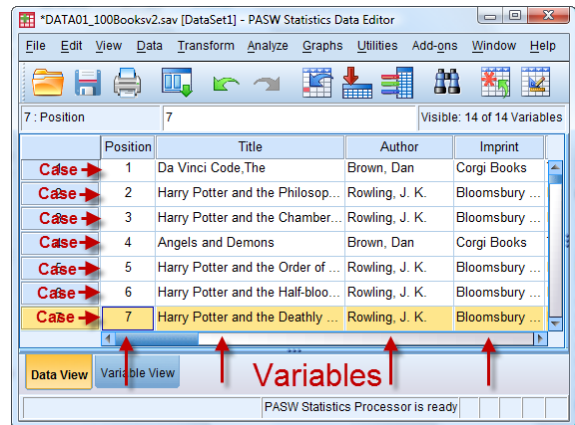 *DATA01_100Booksv2.sav [DataSet1] - PASW Statistics Data Editor
File Edit View Data Transform Analyze Graphs Utilities Add-ons Window Help
7 : Position 7 Visible: 14 of 14 Variables
Position Title Author Imprint
Case 1 Da Vinci Code,The Brown, Dan Corgi Books
Case 2 Harry Potter and the Philosop... Rowling, J. K. Bloomsbury ...
Case 3 Harry Potter and the Chamber... Rowling, J. K. Bloomsbury ...
Case 4 Angels and Demons Brown, Dan Corgi Books
Case 5 Harry Potter and the Order of ... Rowling, J. K. Bloomsbury ...
Case 6 Harry Potter and the Half-bloo... Rowling, J. K. Bloomsbury ...
Case 7 Harry Potter and the Deathly ... Rowling, J. K. Bloomsbury ...
Data View Variable View Variables
PASW Statistics Processor is ready